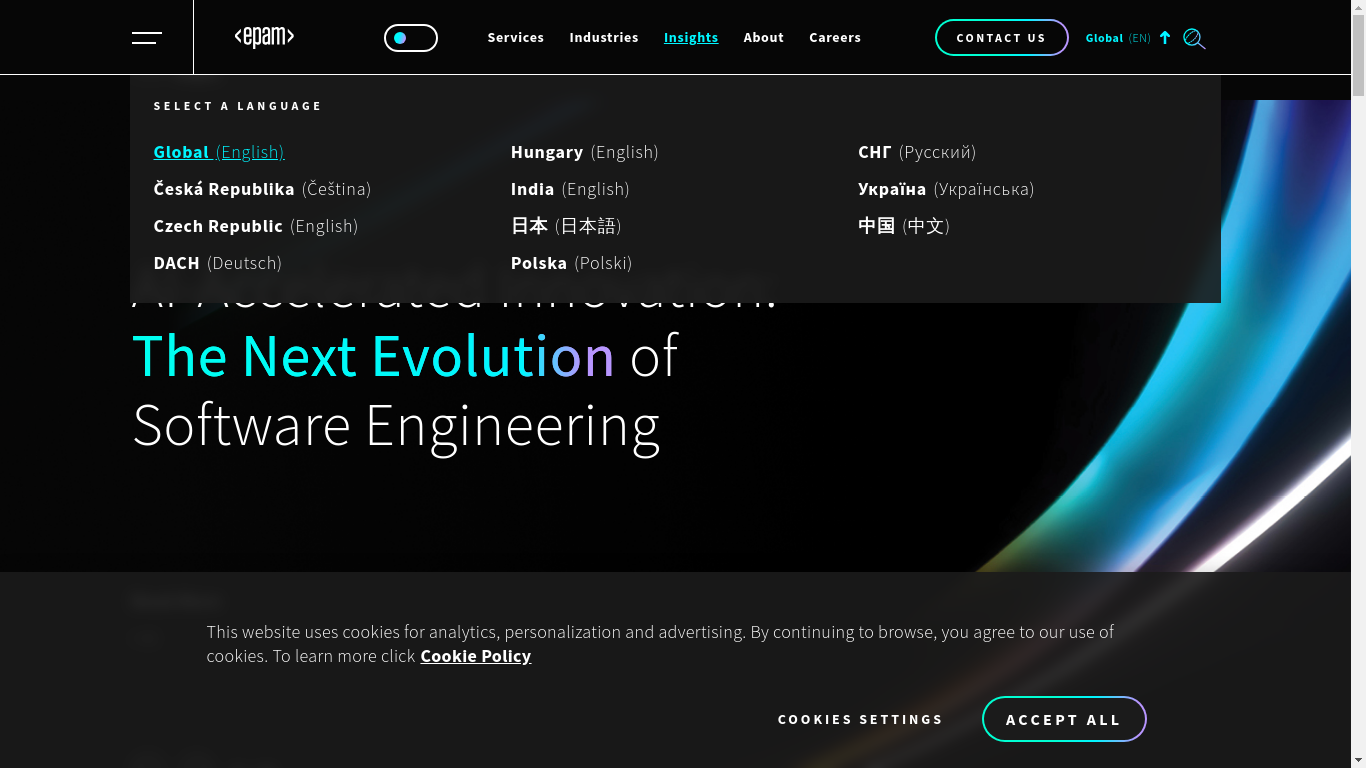 <epam>
Services Industries Insights About Careers
CONTACT US
Global (EN)
SELECT A LANGUAGE
Global (English)
Česká Republika (Čeština)
Czech Republic (English)
DACH (Deutsch)
Hungary (English)
India (English)
日本 (日本語)
Polska (Polski)
СНГ (Русский)
Україна (Українська)
中国 (中文)
AI Accelerated Innovation:
The Next Evolution of
Software Engineering
This website uses cookies for analytics, personalization and advertising. By continuing to browse, you agree to our use of
cookies. To learn more click Cookie Policy
COOKIES SETTINGS
ACCEPT ALL